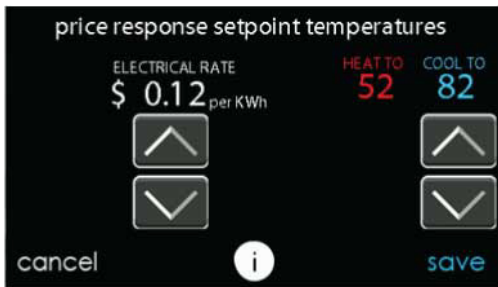 price response setpoint temperatures
ELECTRICAL RATE
$ 0.12 per KWh
HEAT TO
52
COOL TO
82
cancel
i
save